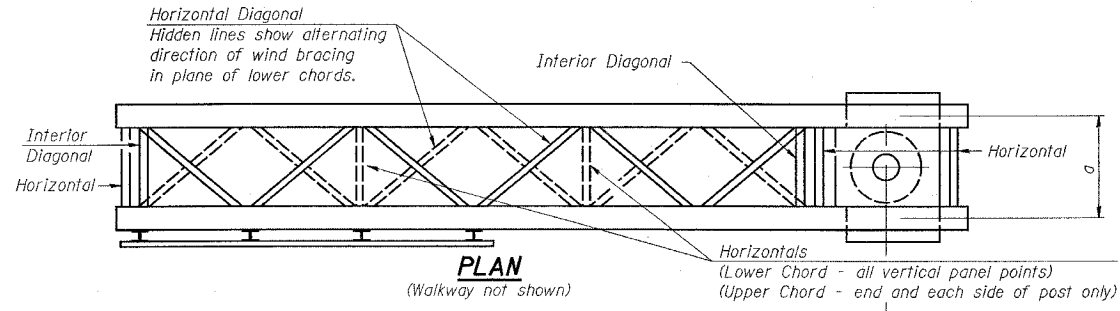 Horizontal Diagonal
Hidden lines show alternating
direction of wind bracing
in plane of lower chords.
Interior Diagonal
Interior
Diagonal
Horizontal
Horizontal
a
PLAN
(Walkway not shown)
Horizontals
(Lower Chord - all vertical panel points)
(Upper Chord - end and each side of post only)